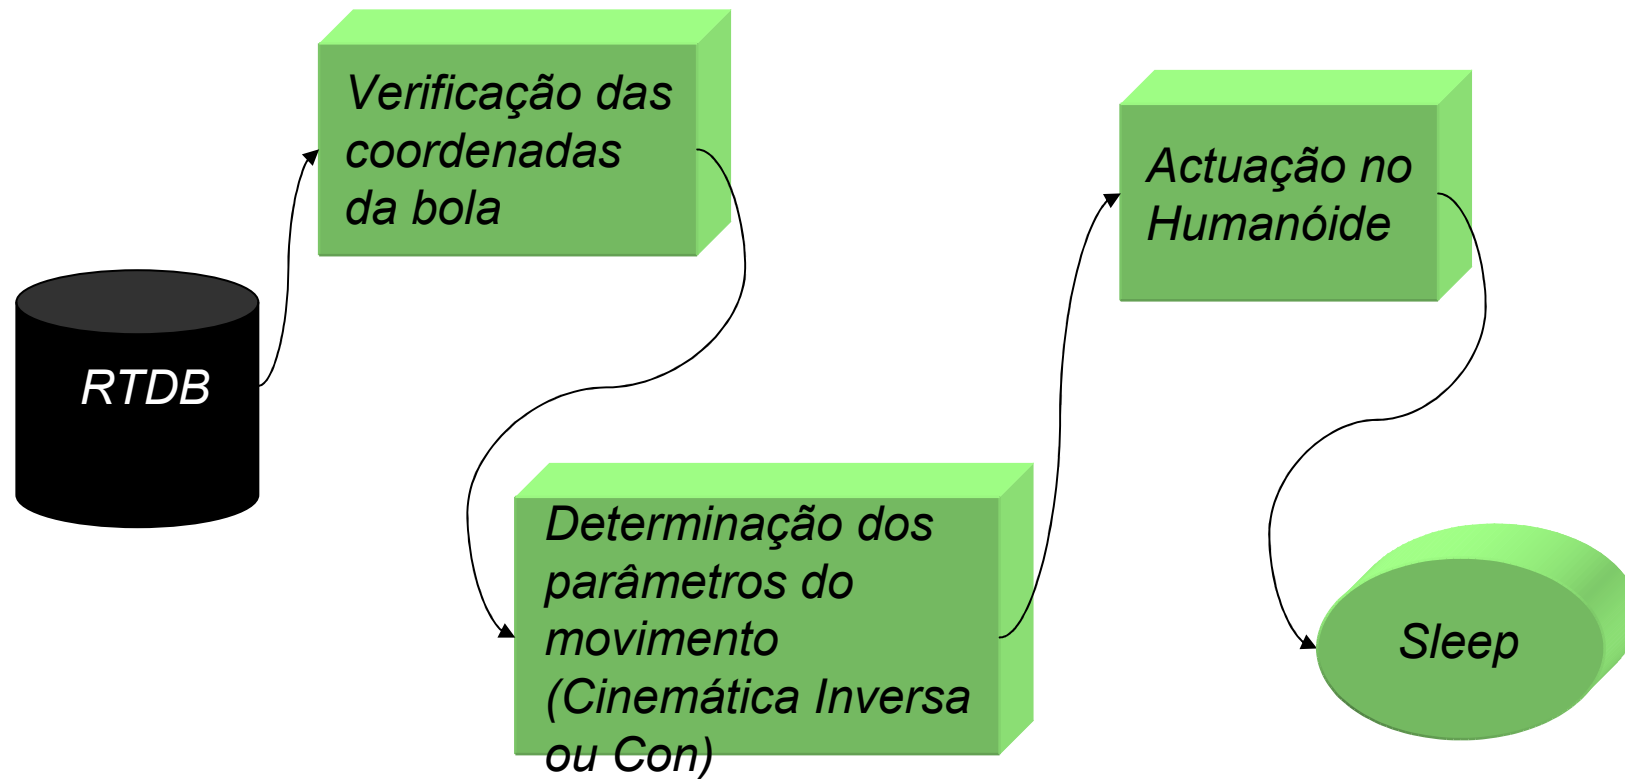 Verificação das
coordenadas
da bola
Actuação no
Humanóide
RTDB
Determinação dos
parâmetros do
movimento
(Cinemática Inversa
ou Con)
Sleep